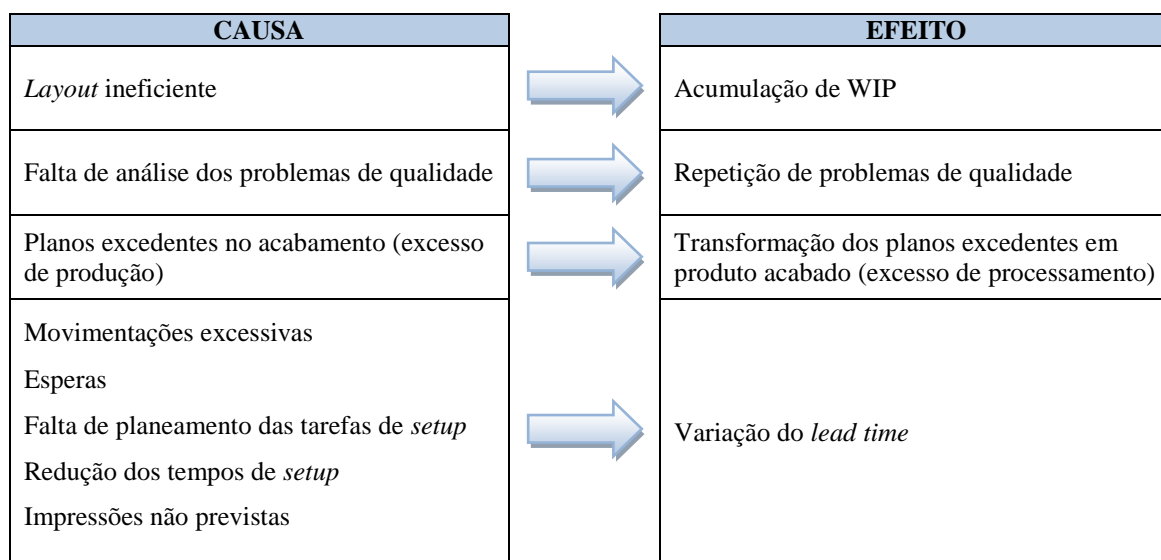 CAUSA
EFEITO
Layout ineficiente
Acumulação de WIP
Falta de análise dos problemas de qualidade
Repetição de problemas de qualidade
Planos excedentes no acabamento (excesso
de produção)
Transformação dos planos excedentes em
produto acabado (excesso de processamento)
Movimentações excessivas
Esperas
Falta de planeamento das tarefas de setup
Redução dos tempos de setup
Impressões não previstas
Variação do lead time